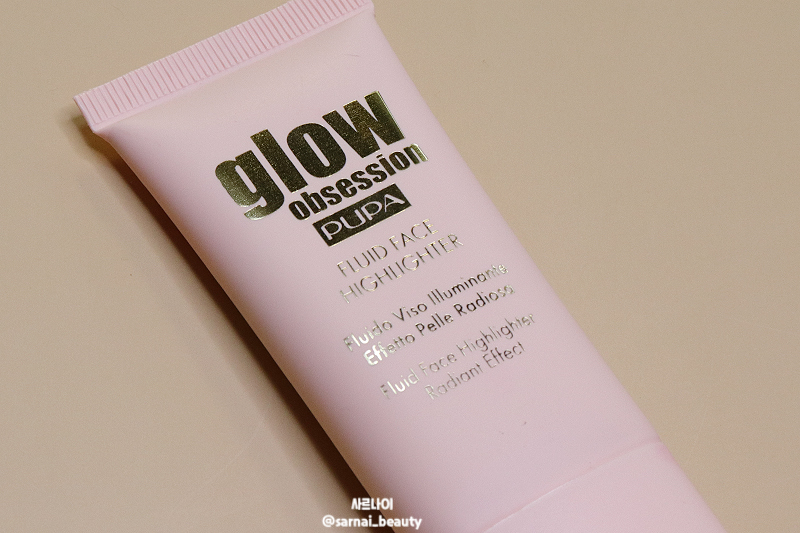 glow
obsession
PUPA
FLUID FACE
HIGHLIGHTER
Fluido Viso Illuminante
Effetto Pelle Radiosa
Fluid Face Highlighter
Radiant Effect
사르나이
@sarnai_beauty